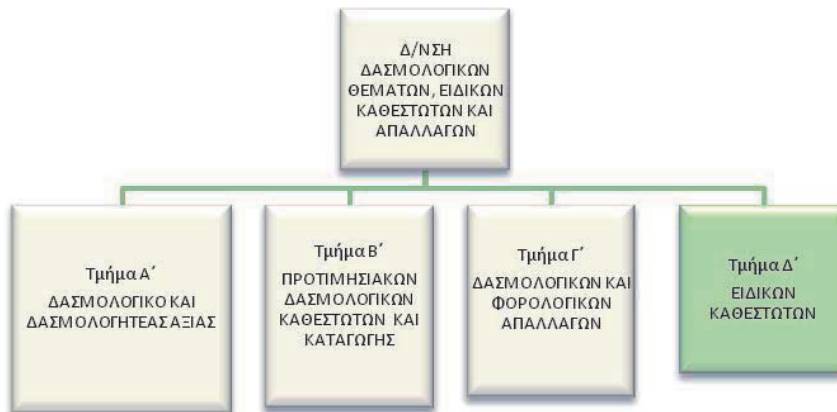 Δ/ΝΣΗ
ΔΑΣΜΟΛΟΓΙΚΩΝ
ΘΕΜΑΤΩΝ, ΕΙΔΙΚΩΝ
ΚΑΘΕΣΤΩΤΩΝ ΚΑΙ
ΑΠΑΛΛΑΓΩΝ
Τμήμα Α΄
ΔΑΣΜΟΛΟΓΙΚΟ ΚΑΙ
ΔΑΣΜΟΛΟΓΗΤΕΑΣ ΑΞΙΑΣ
Τμήμα Β΄
ΠΡΟΤΙΜΗΣΙΑΚΩΝ
ΔΑΣΜΟΛΟΓΙΚΩΝ
ΚΑΘΕΣΤΩΤΩΝ ΚΑΙ
ΚΑΤΑΓΩΓΗΣ
Τμήμα Γ΄
ΔΑΣΜΟΛΟΓΙΚΩΝ ΚΑΙ
ΦΟΡΟΛΟΓΙΚΩΝ
ΑΠΑΛΛΑΓΩΝ
Τμήμα Δ΄
ΕΙΔΙΚΩΝ
ΚΑΘΕΣΤΩΤΩΝ